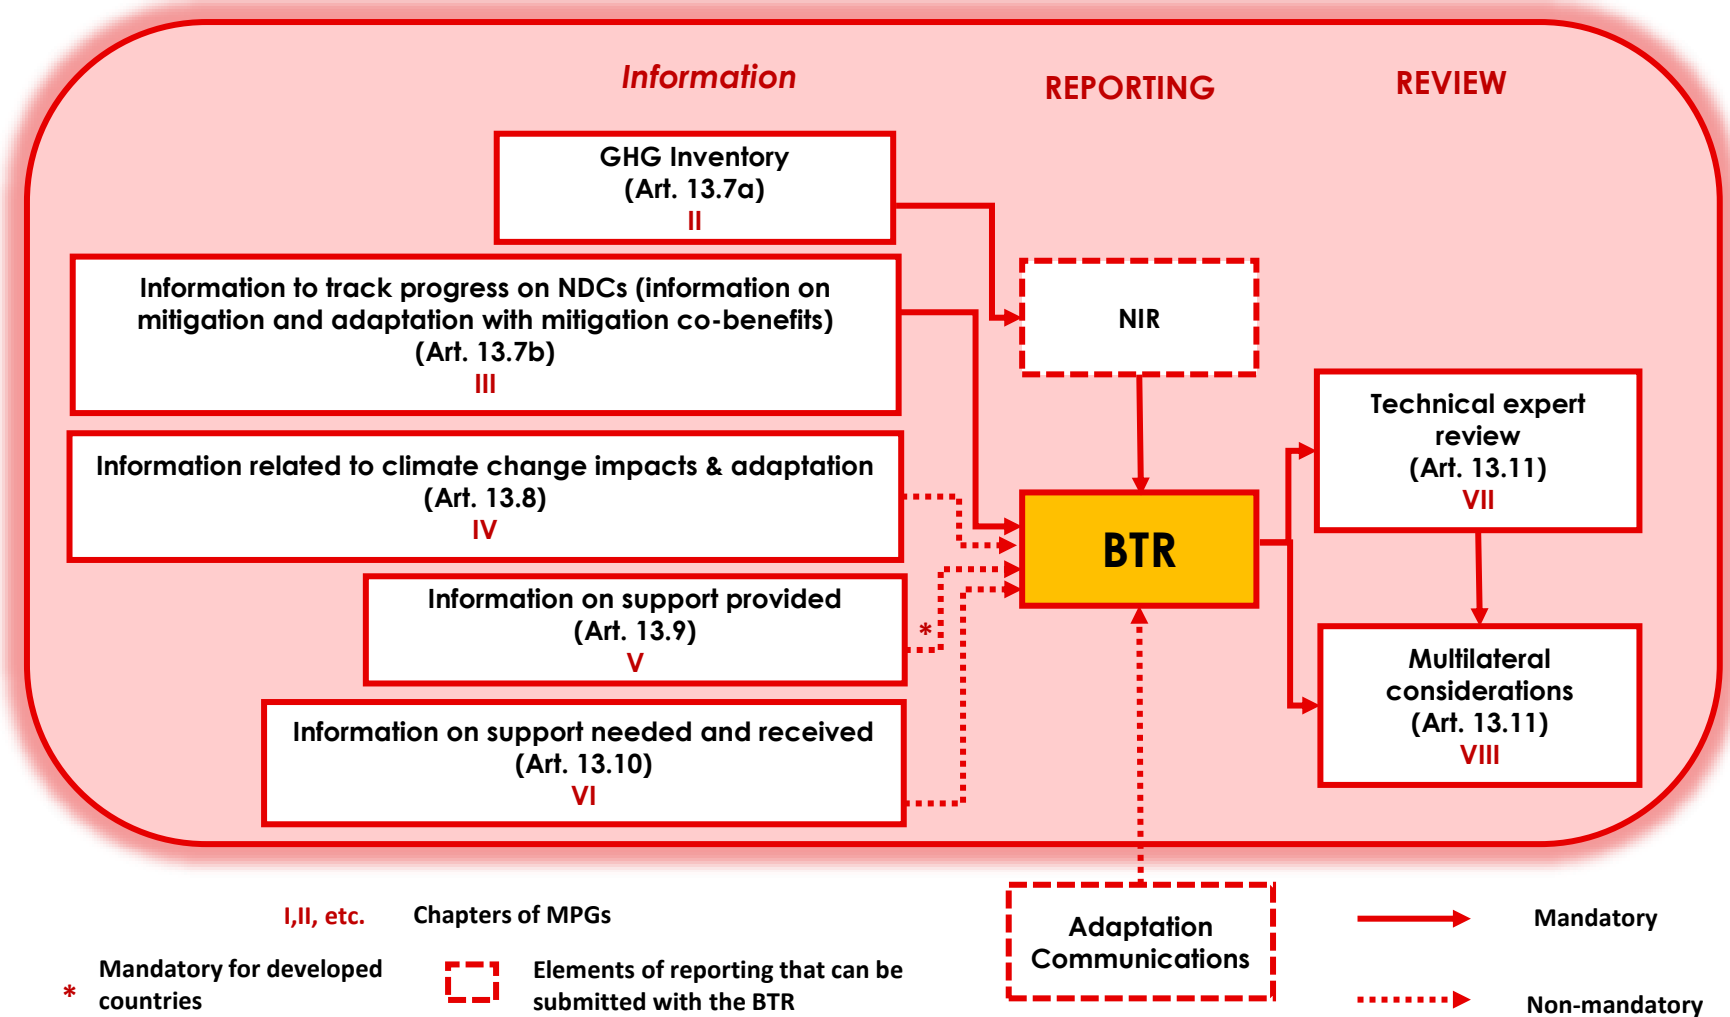 Information
REPORTING
REVIEW
GHG Inventory
(Art. 13.7a)
II
Information to track progress on NDCs (information on
mitigation and adaptation with mitigation co-benefits)
(Art. 13.7b)
III
NIR
Information related to climate change impacts & adaptation
(Art. 13.8)
IV
Technical expert
review
(Art. 13.11)
VII
BTR
Information on support provided
(Art. 13.9)
V
*
Multilateral
considerations
(Art. 13.11)
VIII
Information on support needed and received
(Art. 13.10)
VI
I,II, etc. Chapters of MPGs
Adaptation
Communications
Mandatory
* Mandatory for developed
countries
Elements of reporting that can be
submitted with the BTR
Non-mandatory